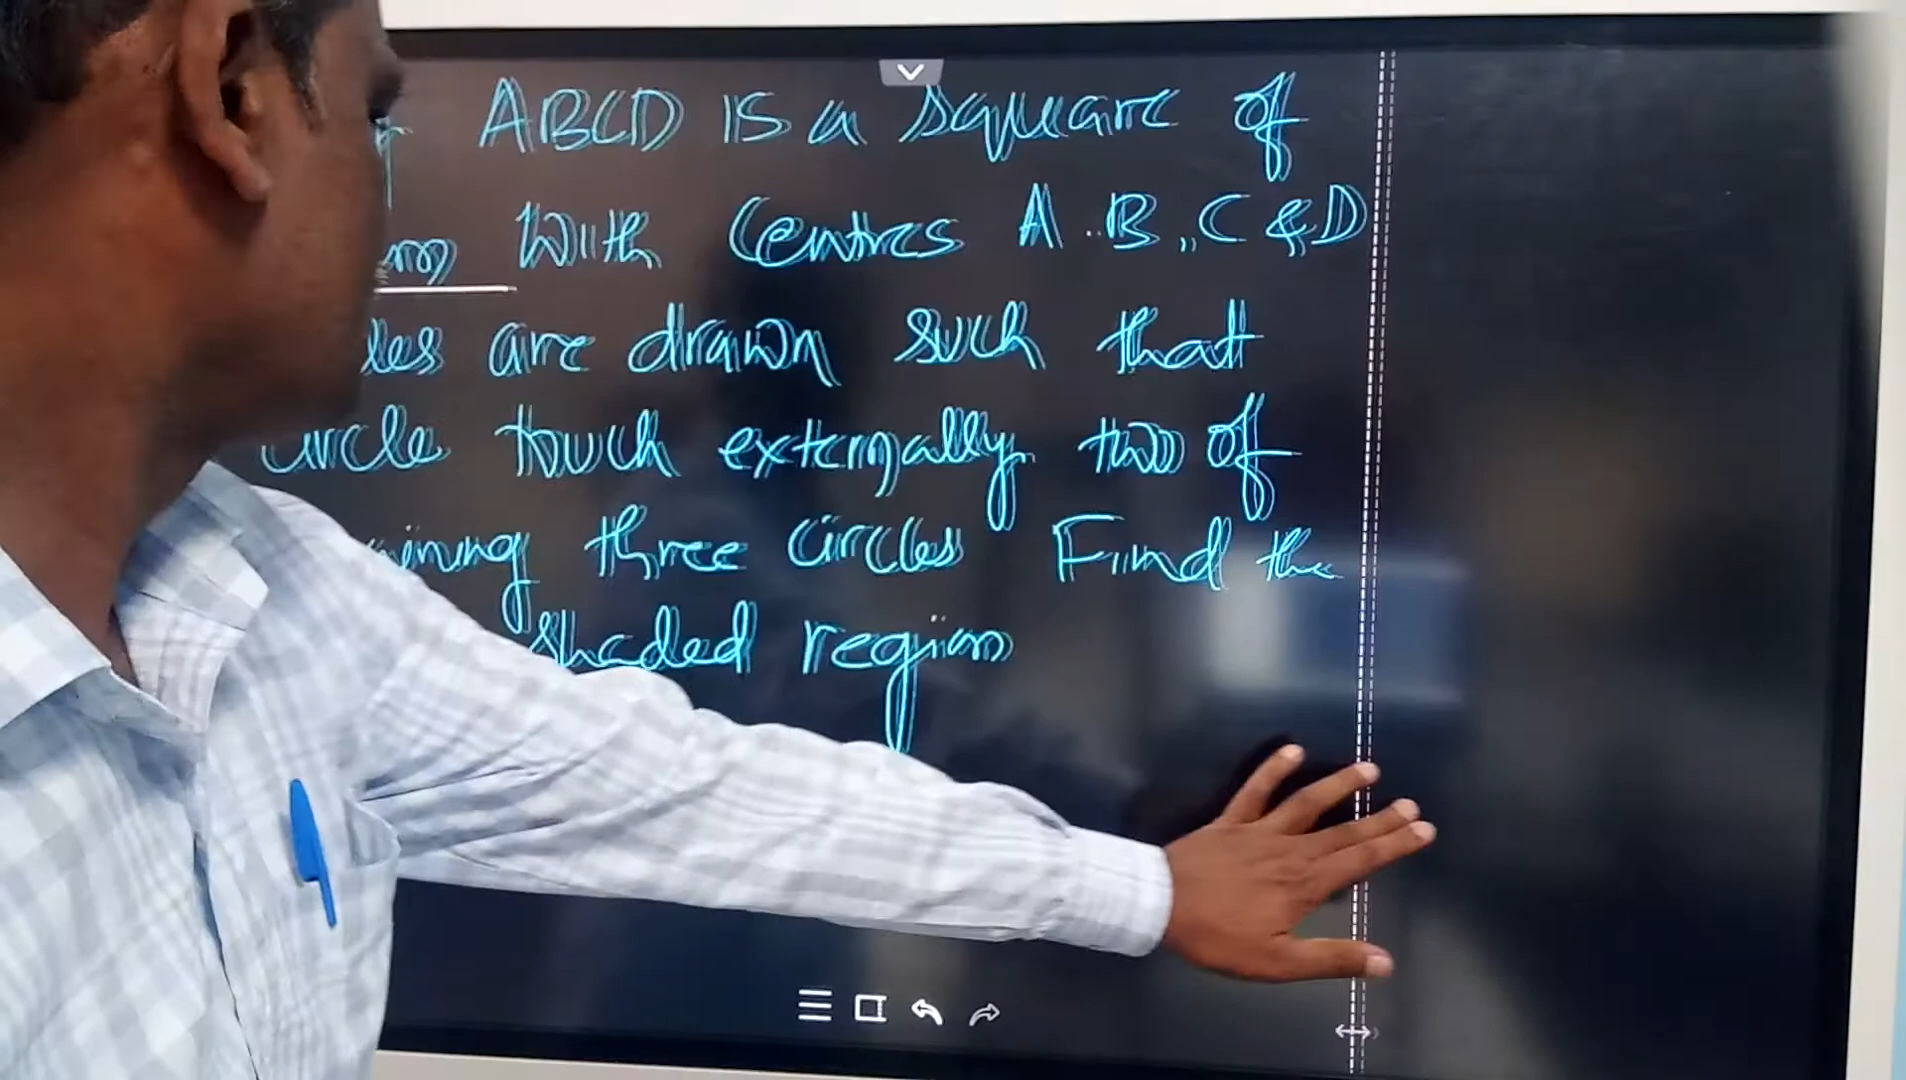 ABCD is a square of
with centres A, B, C & D
are drawn such that
circle touch externally two of
three circles Find the
shaded region